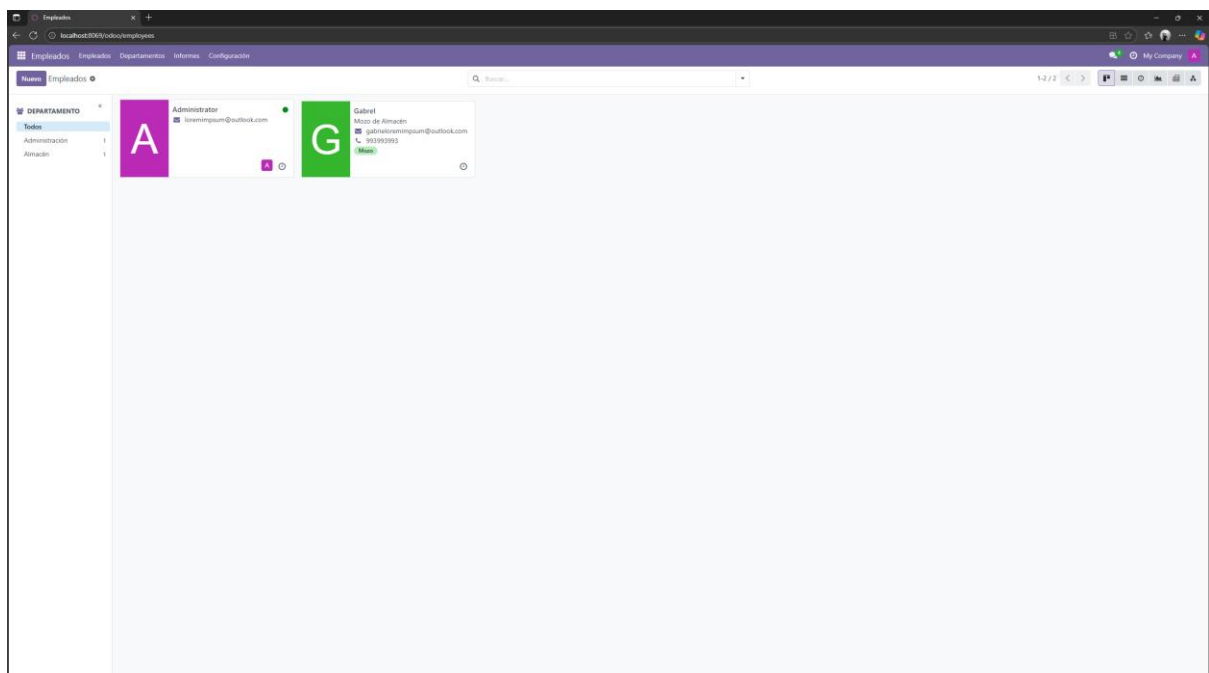 Empleados
localhost:8069/odoo/employees
Empleados Empleados Departamentos Informes Configuración My Company A
Nuevo Empleados Buscar... 1-2 / 2
DEPARTAMENTO
Todos
Administración 1
Almacén 1
A
Administrator
loremimpsum@outlook.com
A
G
Gabrel
Mozo de Almacén
gabrieloremimpsum@outlook.com
993993993
Mozo